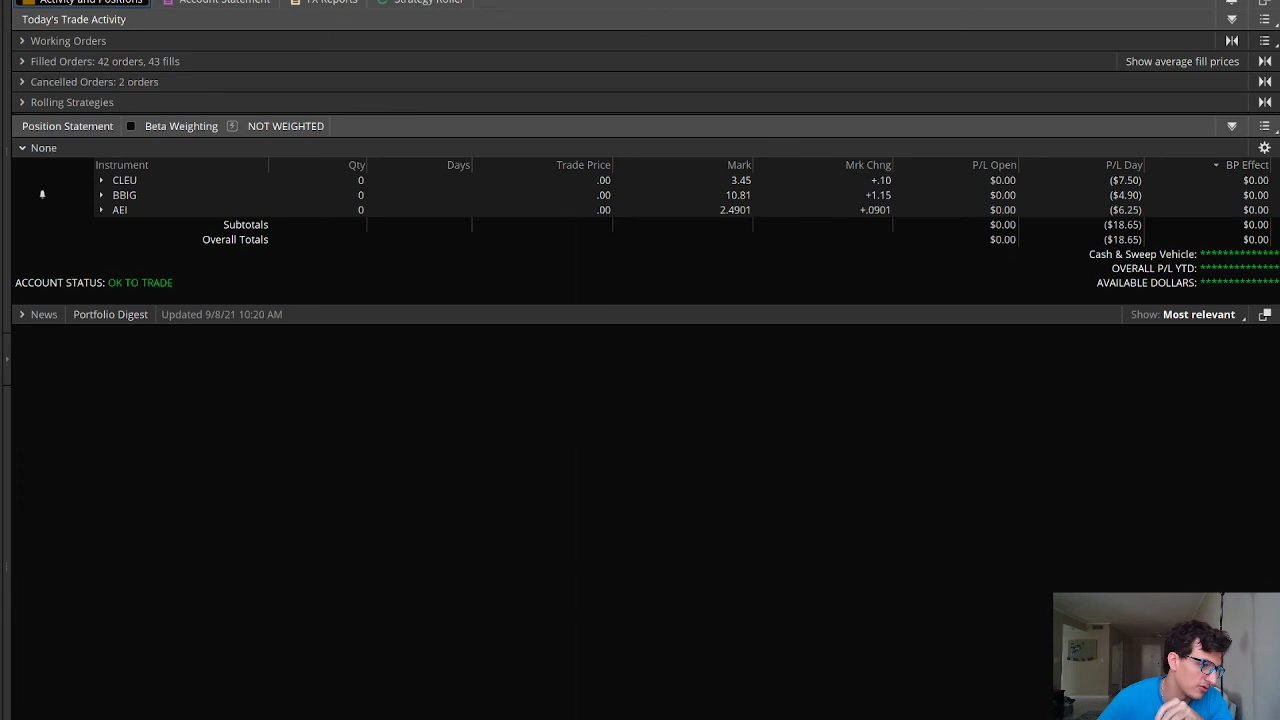 Activity and Positions Account Statement FX Reports Strategy Roller
Today's Trade Activity
Working Orders
Filled Orders: 42 orders, 43 fills Show average fill prices
Cancelled Orders: 2 orders
Rolling Strategies
Position Statement Beta Weighting NOT WEIGHTED
None
Instrument Qty Days Trade Price Mark Mrk Chng P/L Open P/L Day BP Effect
CLEU 0 .00 3.45 +.10 $0.00 ($7.50) $0.00
BBIG 0 .00 10.81 +1.15 $0.00 ($4.90) $0.00
AEI 0 .00 2.4901 +.0901 $0.00 ($6.25) $0.00
Subtotals $0.00 ($18.65) $0.00
Overall Totals $0.00 ($18.65) $0.00
Cash & Sweep Vehicle: **************
OVERALL P/L YTD: **************
ACCOUNT STATUS: OK TO TRADE AVAILABLE DOLLARS: **************
News Portfolio Digest Updated 9/8/21 10:20 AM Show: Most relevant